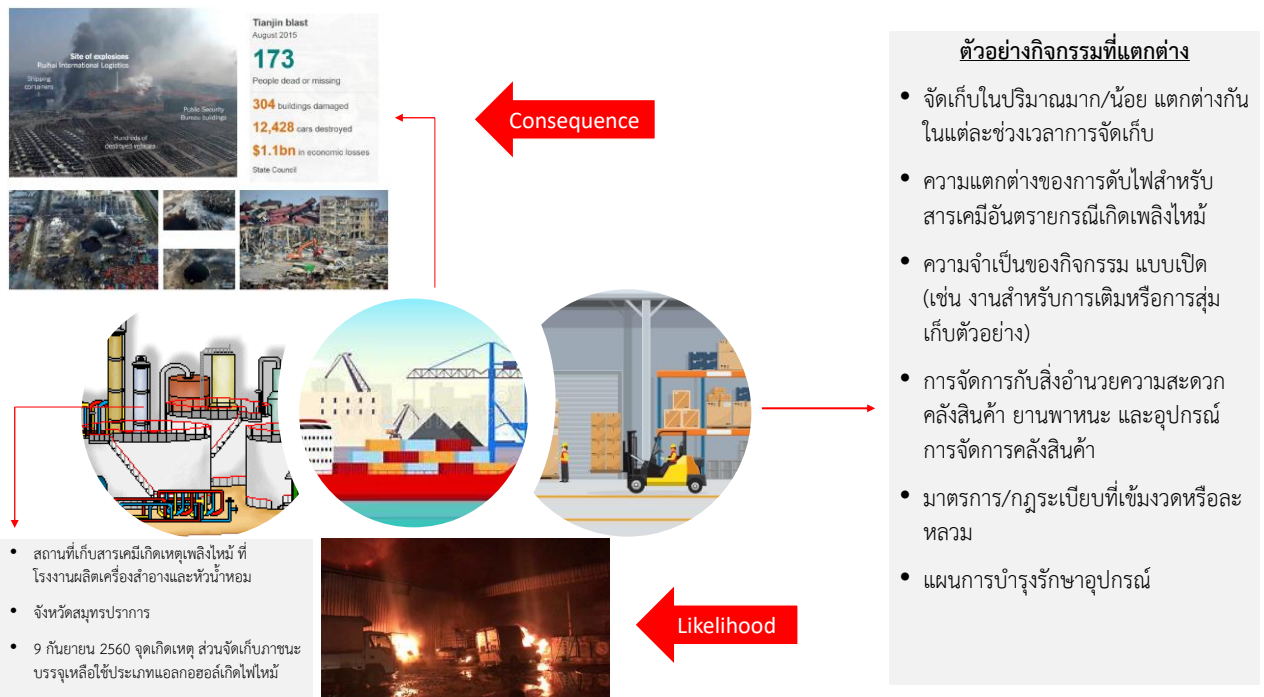 Site of explosions
Ruihai International Logistics
Shipping
containers
Public Security
Bureau buildings
Hundreds of
destroyed vehicles
Tianjin blast
August 2015
173
People dead or missing
304 buildings damaged
12,428 cars destroyed
$1.1bn in economic losses
State Council
Consequence
Likelihood
• สถานที่เก็บสารเคมีเกิดเหตุเพลิงไหม้ ที่
โรงงานผลิตเครื่องสำอางและหัวน้ำหอม
• จังหวัดสมุทรปราการ
• 9 กันยายน 2560 จุดเกิดเหตุ ส่วนจัดเก็บภาชนะ
บรรจุเหลือใช้ประเภทแอลกอฮอล์เกิดไฟไหม้
ตัวอย่างกิจกรรมที่แตกต่าง
• จัดเก็บในปริมาณมาก/น้อย แตกต่างกัน
ในแต่ละช่วงเวลาการจัดเก็บ
• ความแตกต่างของการดับไฟสำหรับ
สารเคมีอันตรายกรณีเกิดเพลิงไหม้
• ความจำเป็นของกิจกรรม แบบเปิด
(เช่น งานสำหรับการเติมหรือการสุ่ม
เก็บตัวอย่าง)
• การจัดการกับสิ่งอำนวยความสะดวก
คลังสินค้า ยานพาหนะ และอุปกรณ์
การจัดการคลังสินค้า
• มาตรการ/กฎระเบียบที่เข้มงวดหรือละ
หลวม
• แผนการบำรุงรักษาอุปกรณ์